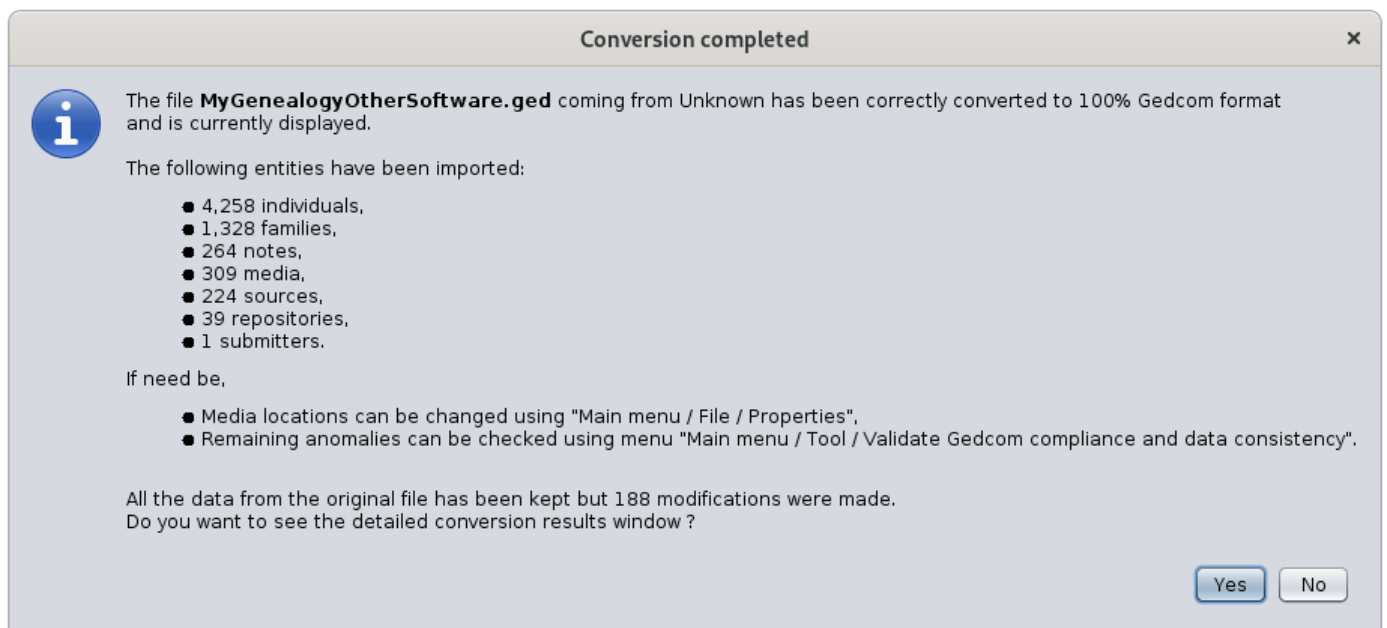 Conversion completed
The file MyGenealogyOtherSoftware.ged coming from Unknown has been correctly converted to 100% Gedcom format
and is currently displayed.
The following entities have been imported:
4,258 individuals,
1,328 families,
264 notes,
309 media,
224 sources,
39 repositories,
1 submitters.
If need be,
Media locations can be changed using "Main menu / File / Properties",
Remaining anomalies can be checked using menu "Main menu / Tool / Validate Gedcom compliance and data consistency".
All the data from the original file has been kept but 188 modifications were made.
Do you want to see the detailed conversion results window ?
Yes No